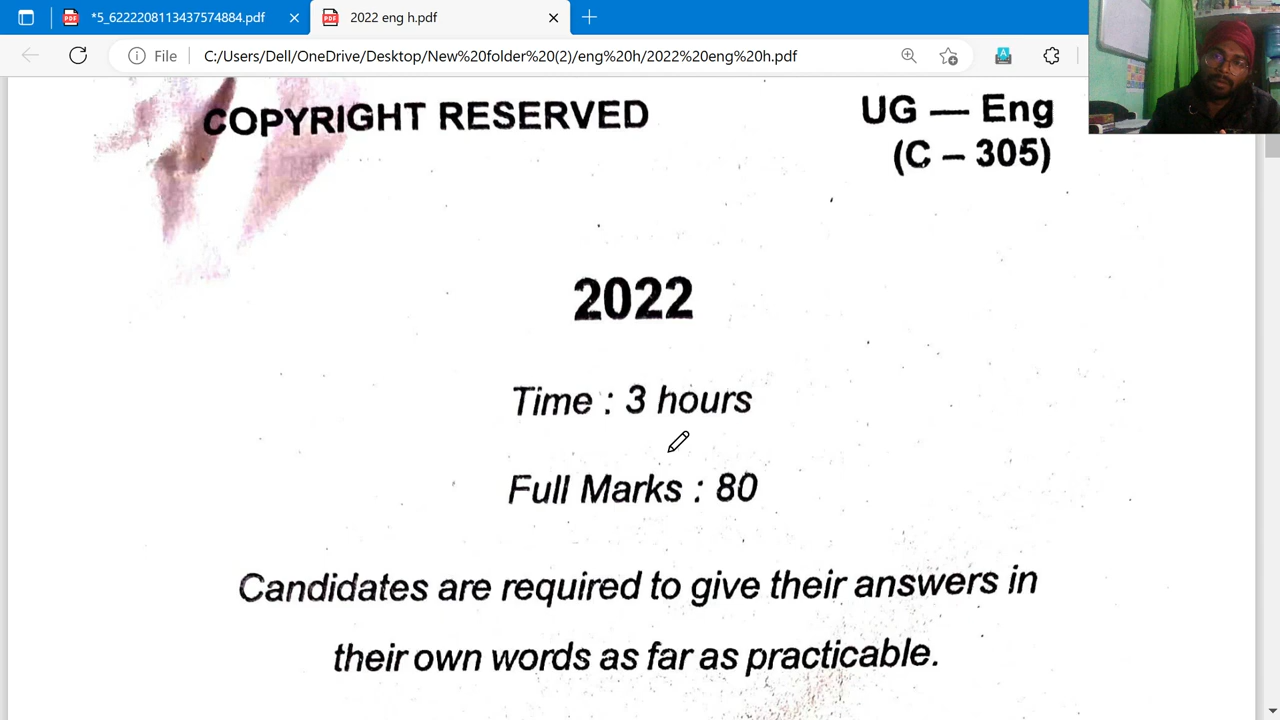 *5_6222208113437574884.pdf
2022 eng h.pdf
File
C:/Users/Dell/OneDrive/Desktop/New%20folder%20(2)/eng%20h/2022%20eng%20h.pdf
COPYRIGHT RESERVED
UG — Eng
(C – 305)
2022
Time : 3 hours
Full Marks : 80
Candidates are required to give their answers in
their own words as far as practicable.